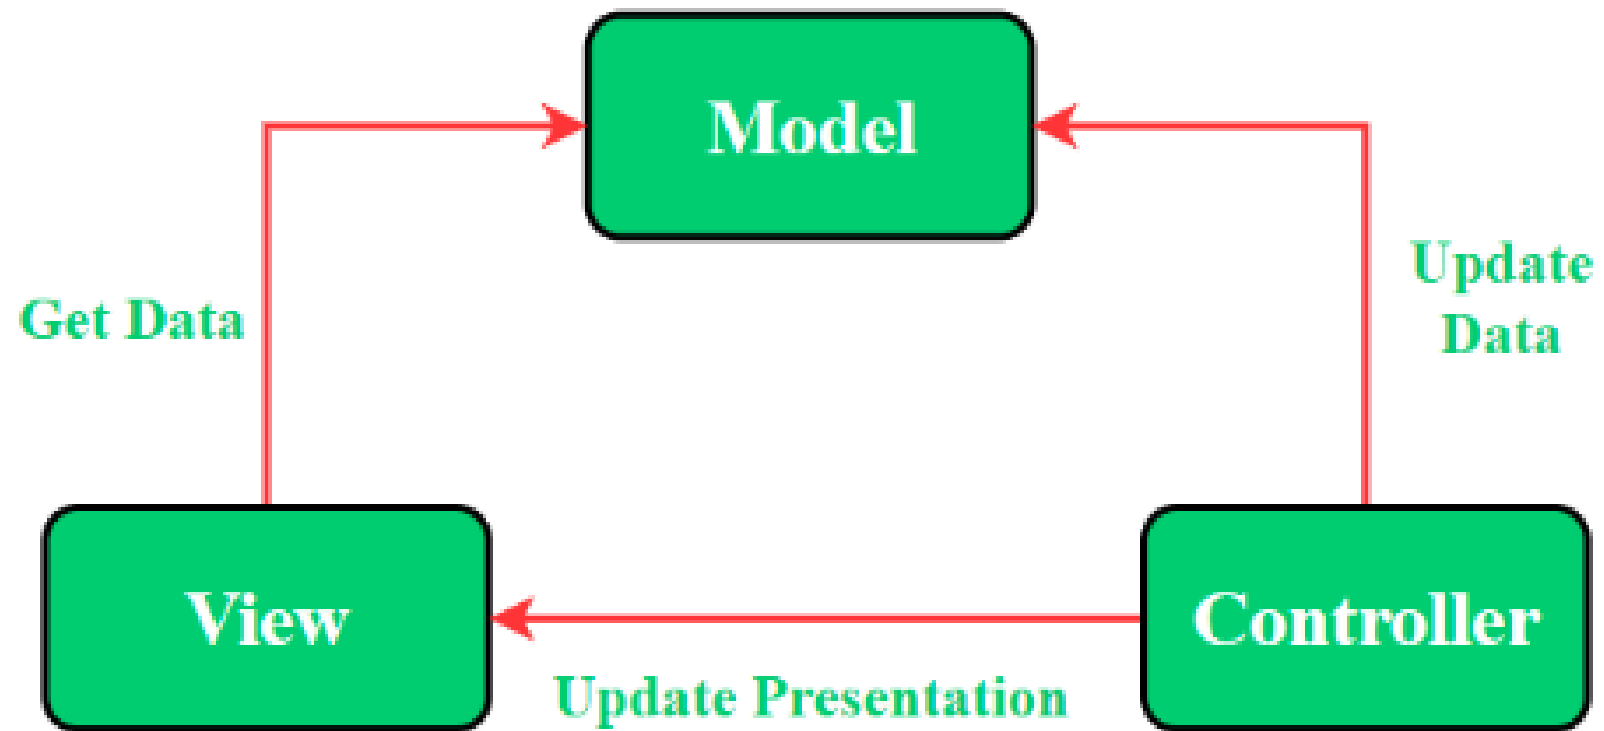 Model
Get Data
Update
Data
View
Controller
Update Presentation